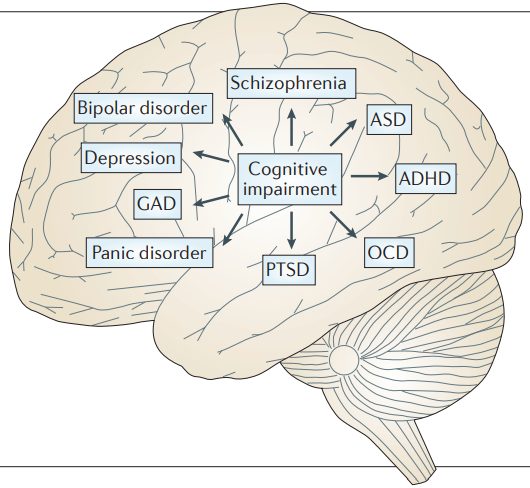 Schizophrenia
Bipolar disorder
ASD
Depression
Cognitive
impairment
ADHD
GAD
Panic disorder
OCD
PTSD